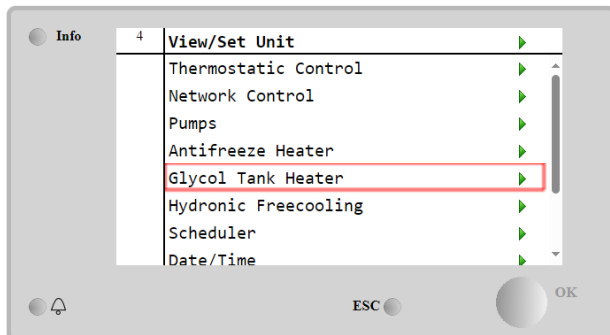 Info
4 View/Set Unit
Thermostatic Control
Network Control
Pumps
Antifreeze Heater
Glycol Tank Heater
Hydronic Freecooling
Scheduler
Date/Time
ESC
OK